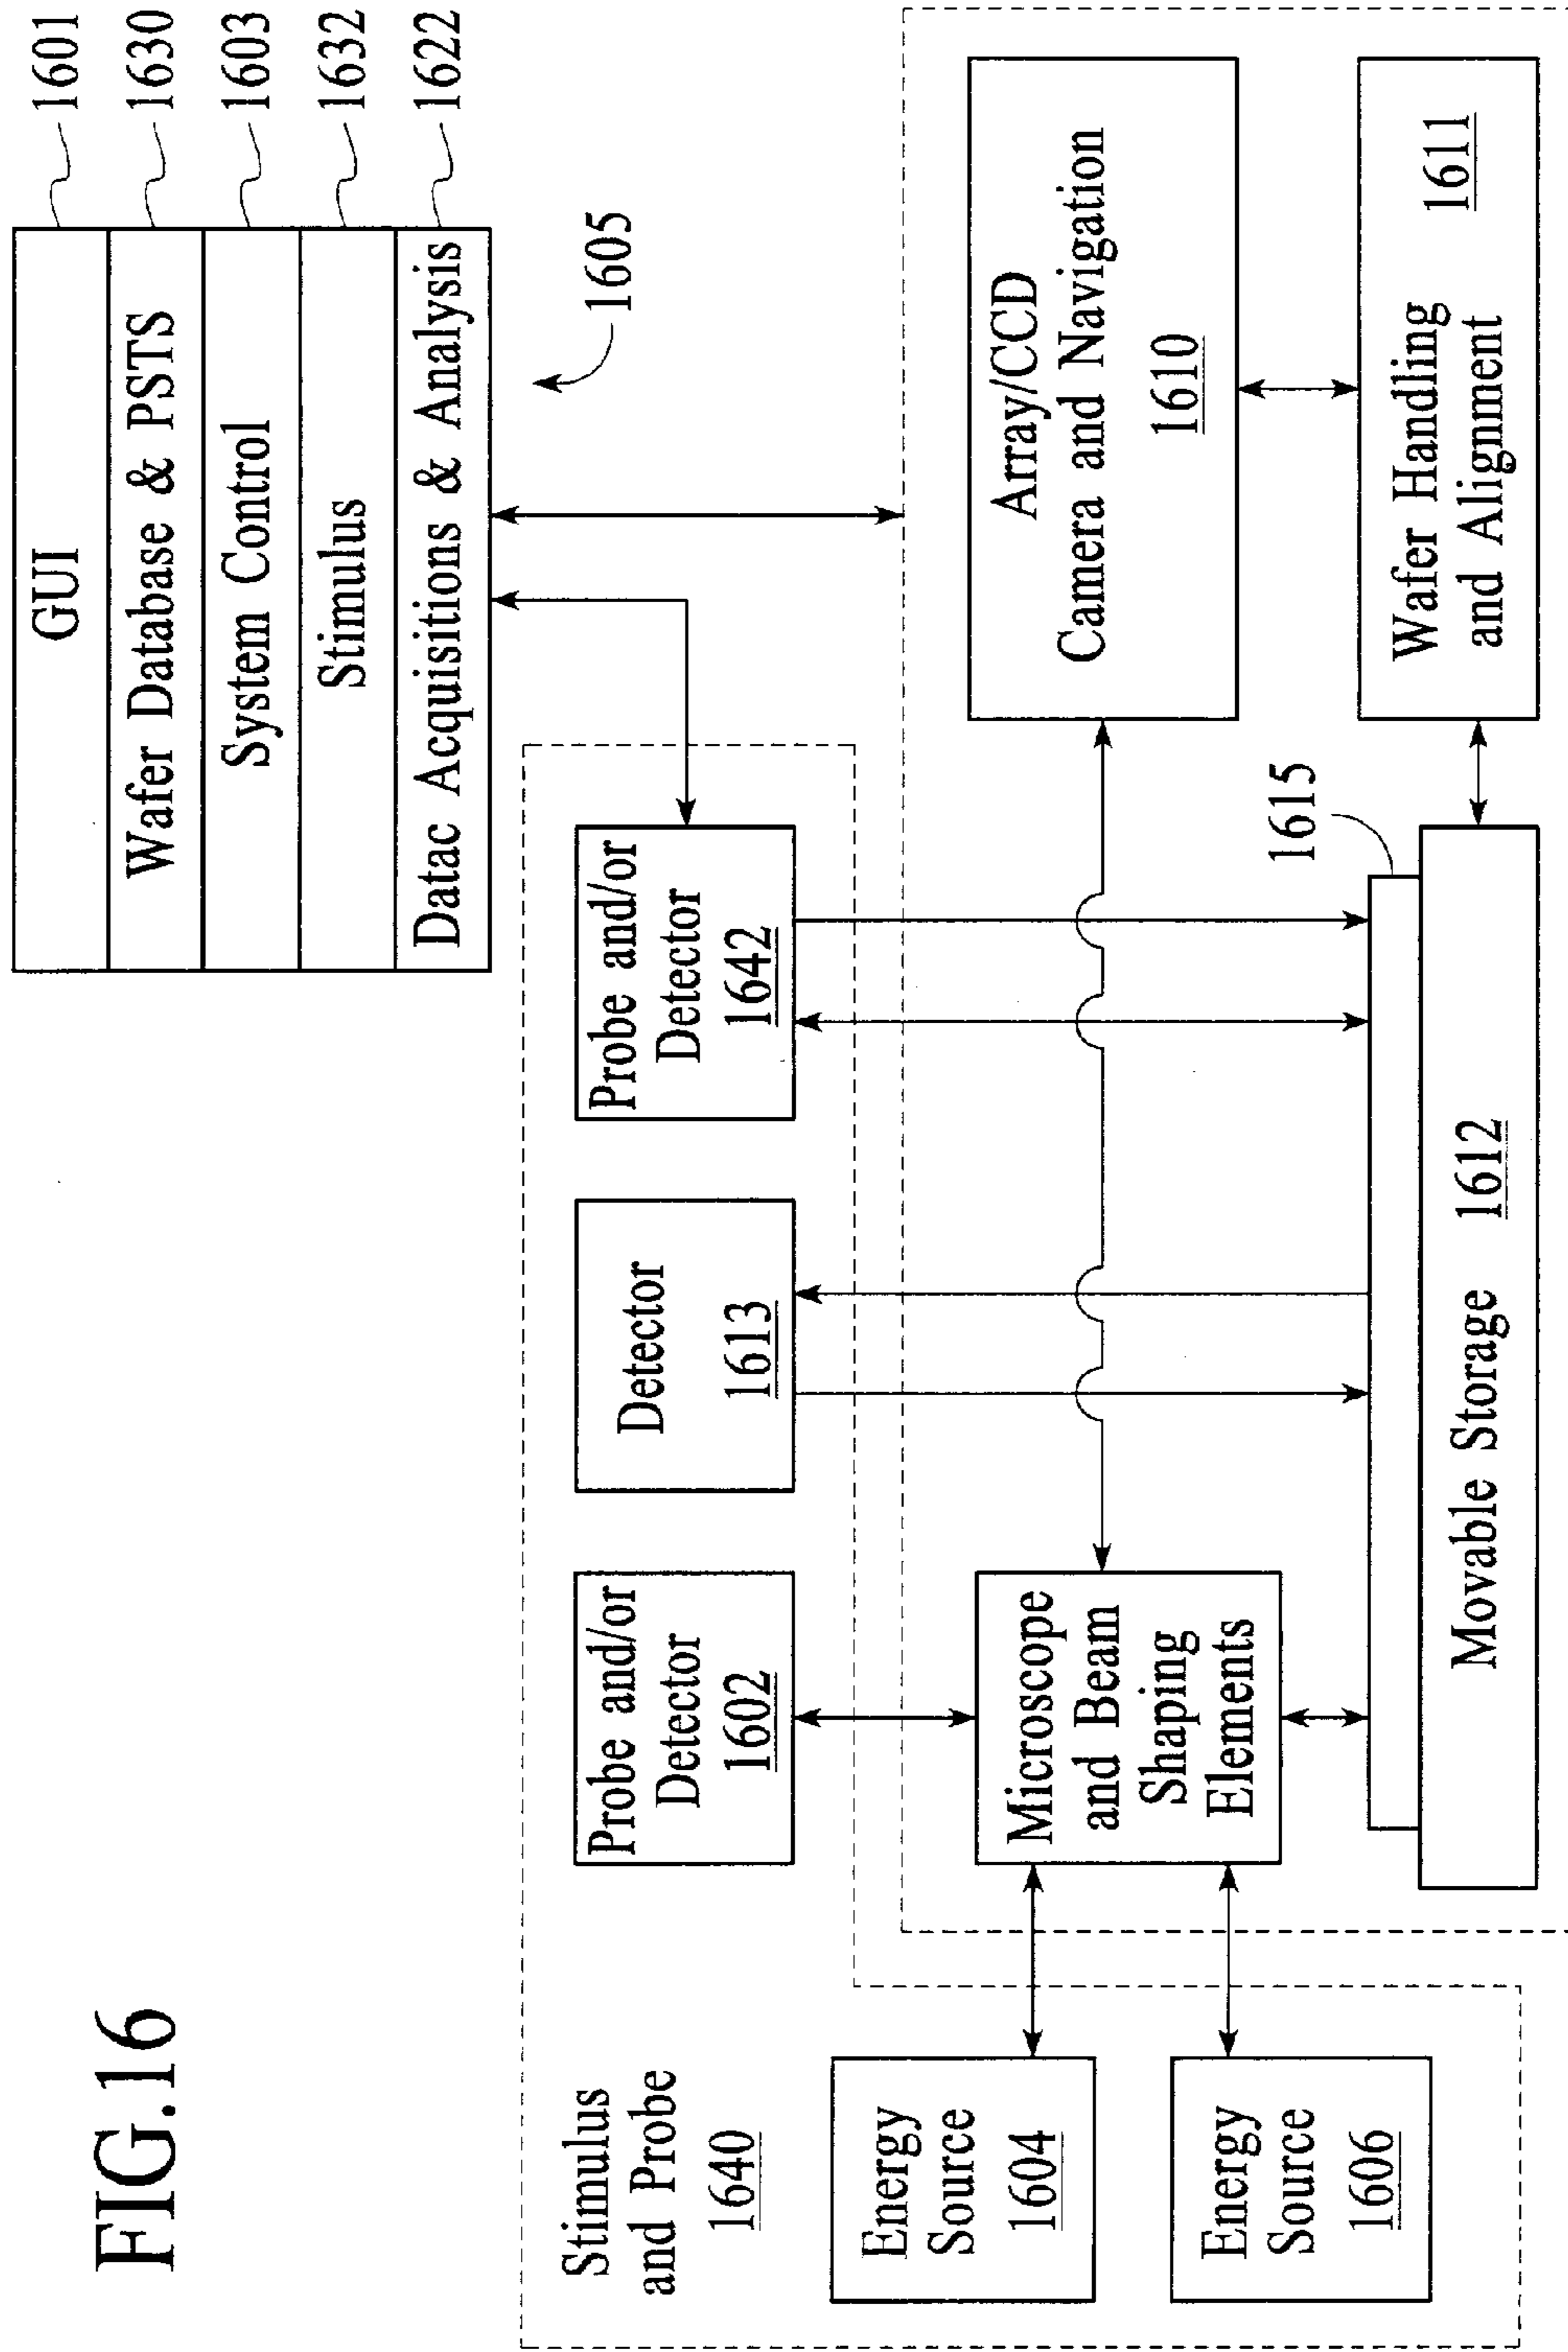 FIG.16
GUI
1601
Wafer Database & PSTS
1630
System Control
1603
Stimulus
1632
Datac Acquisitions & Analysis
1622
1605
Stimulus
and Probe
1640
Probe and/or
Detector
1602
Detector
1613
Probe and/or
Detector
1642
Energy
Source
1604
Energy
Source
1606
Microscope
and Beam
Shaping
Elements
Array/CCD
Camera and Navigation
1610
1615
Movable Storage 1612
Wafer Handling
and Alignment
1611